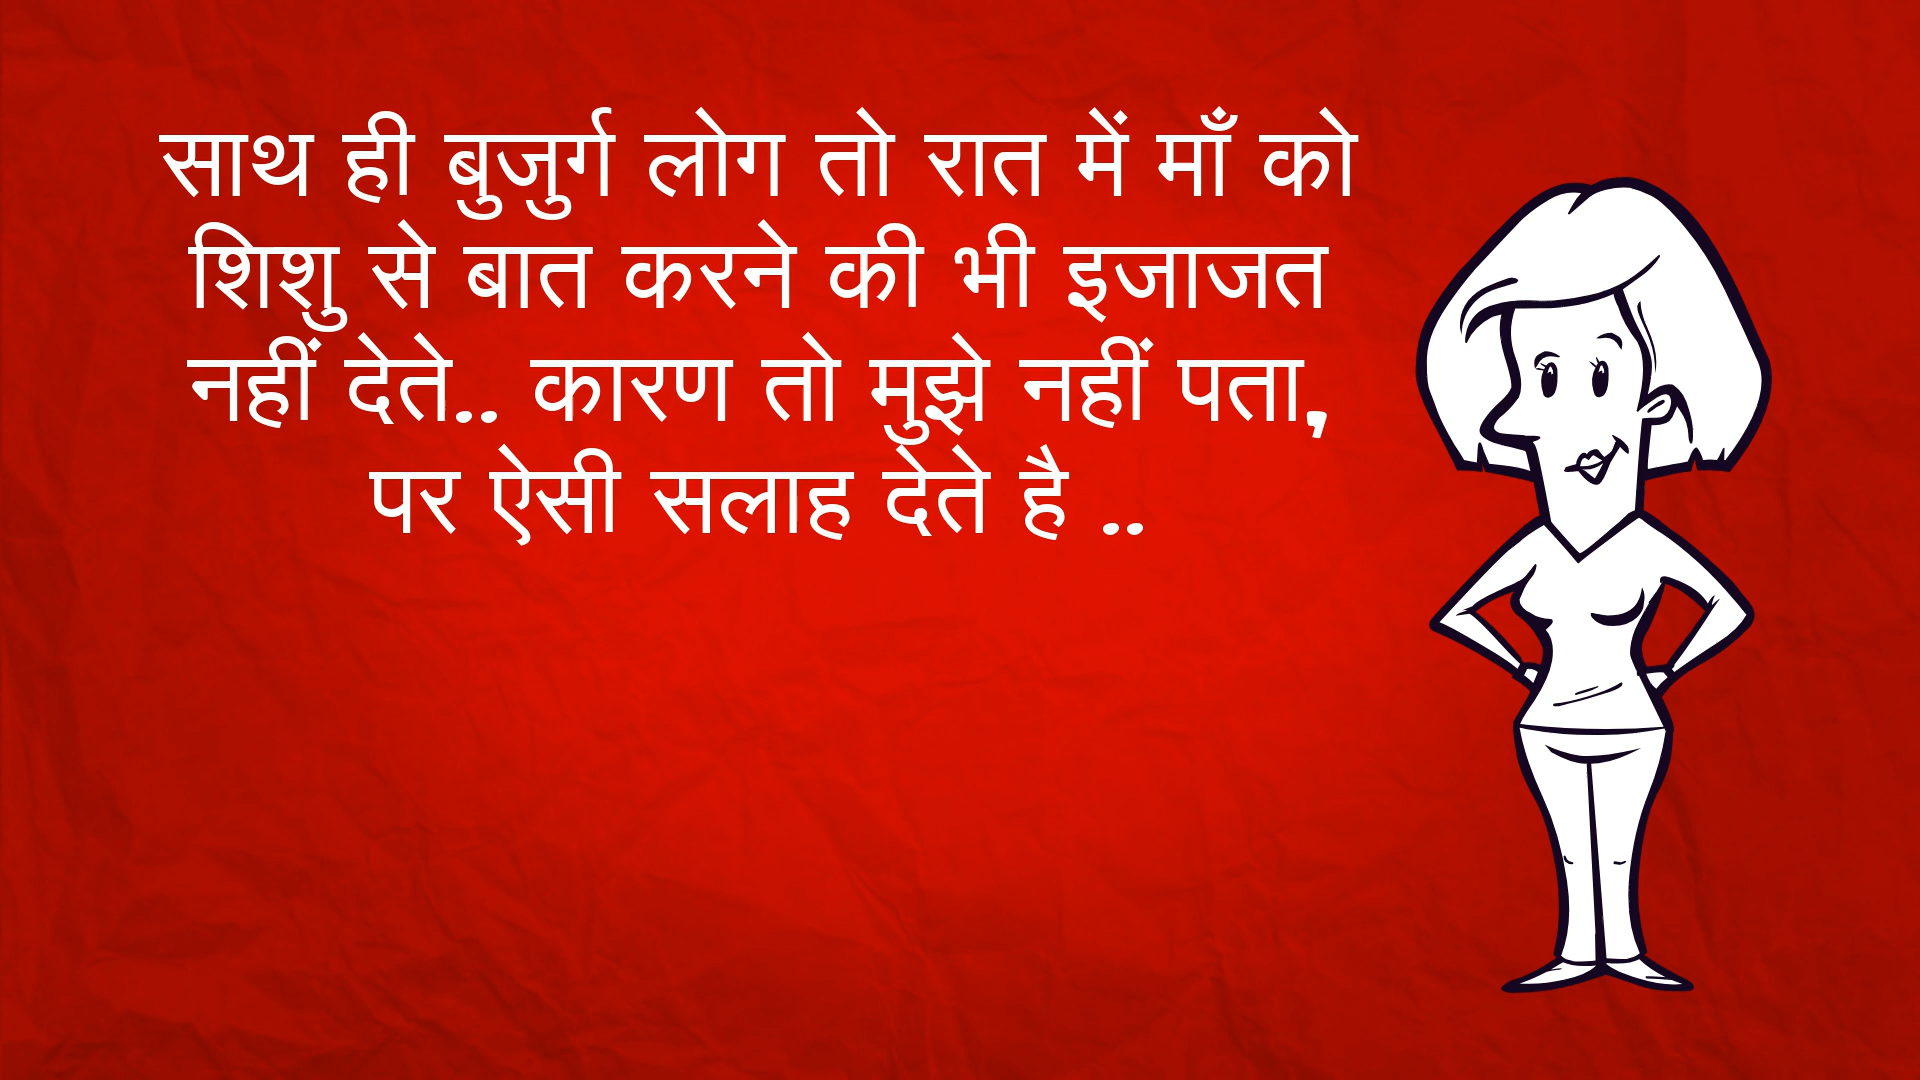 साथ ही बुजुर्ग लोग तो रात में माँ को
शिशु से बात करने की भी इजाजत
नहीं देते.. कारण तो मुझे नहीं पता,
पर ऐसी सलाह देते है ..